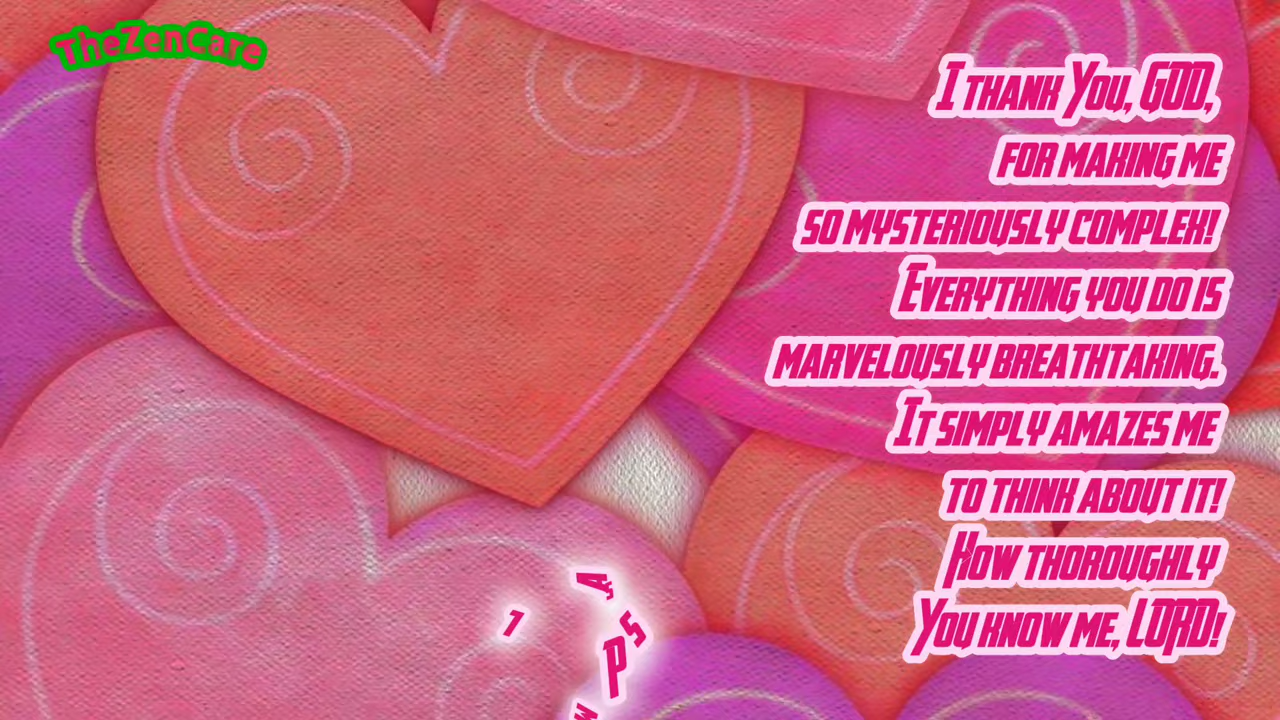 TheZenCare
I THANK YOU, GOD,
FOR MAKING ME
SO MYSTERIOUSLY COMPLEX!
EVERYTHING YOU DO IS
MARVELOUSLY BREATHTAKING.
IT SIMPLY AMAZES ME
TO THINK ABOUT IT!
HOW THOROUGHLY
YOU KNOW ME, LORD!